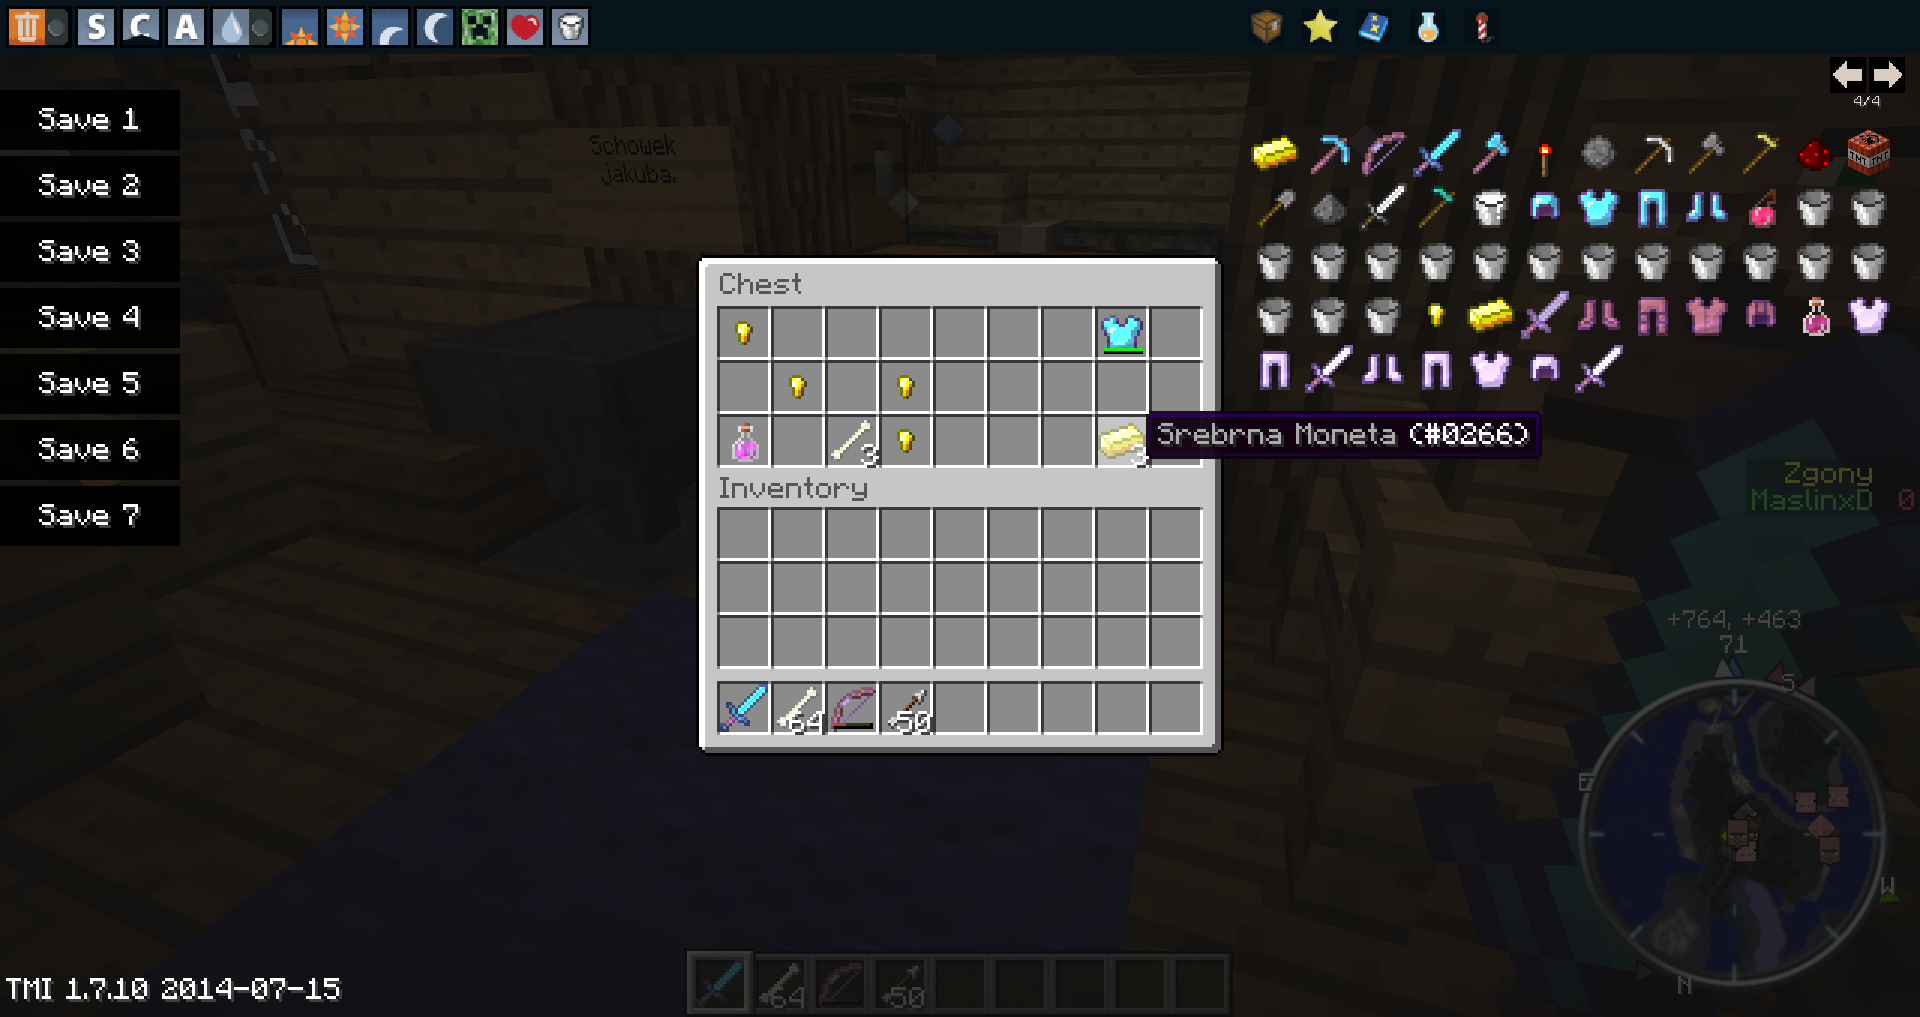 S C A
4/4
Save 1
Save 2
Save 3
Save 4
Save 5
Save 6
Save 7
Schowek
jakuba.
TNT TNT
Chest
3
3
Srebrna Moneta (#0266)
Inventory
64
50
Zgony
MaslinxD 0
+764, +463
71
S
E
W
N
64
50
TMI 1.7.10 2014-07-15